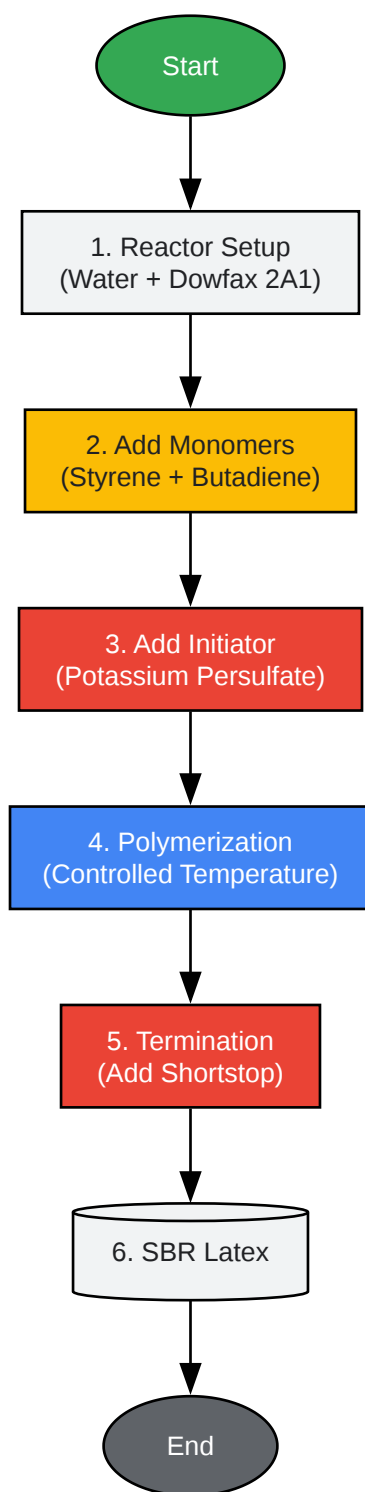 Start
1. Reactor Setup
(Water + Dowfax 2A1)
2. Add Monomers
(Styrene + Butadiene)
3. Add Initiator
(Potassium Persulfate)
4. Polymerization
(Controlled Temperature)
5. Termination
(Add Shortstop)
6. SBR Latex
End